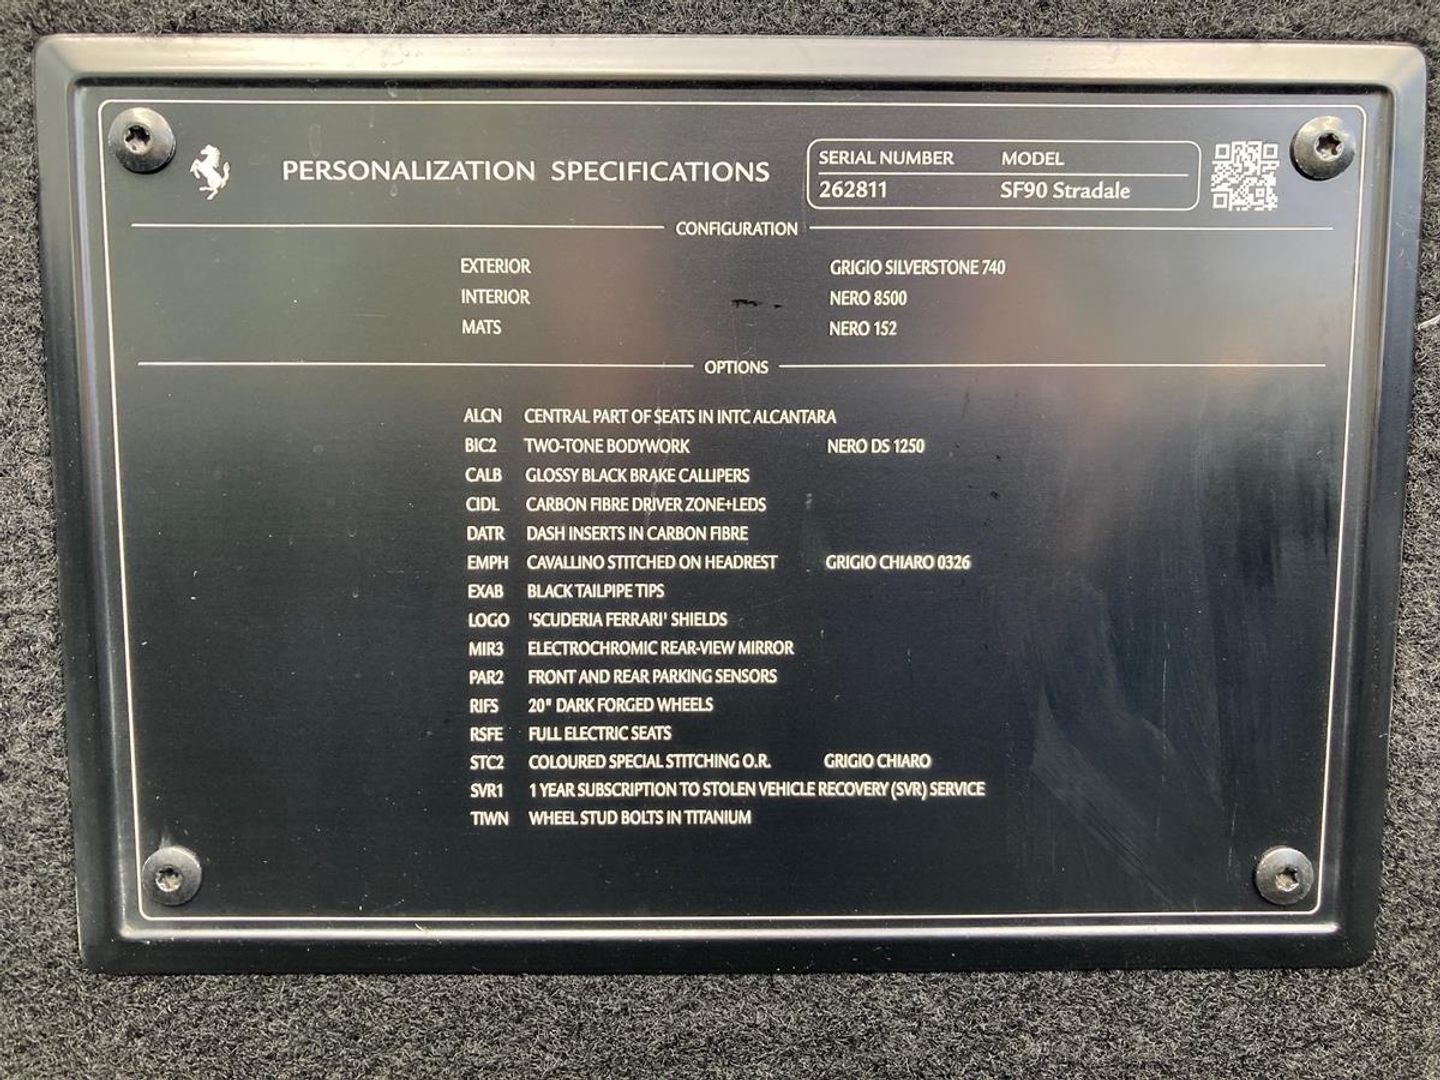 PERSONALIZATION SPECIFICATIONS
SERIAL NUMBER MODEL
262811 SF90 Stradale
CONFIGURATION
EXTERIOR GRIGIO SILVERSTONE 740
INTERIOR NERO 8500
MATS NERO 152
OPTIONS
ALCN CENTRAL PART OF SEATS IN INTC ALCANTARA
BIC2 TWO-TONE BODYWORK NERO DS 1250
CALB GLOSSY BLACK BRAKE CALLIPERS
CIDL CARBON FIBRE DRIVER ZONE+LEDS
DATR DASH INSERTS IN CARBON FIBRE
EMPH CAVALLINO STITCHED ON HEADREST GRIGIO CHIARO 0326
EXAB BLACK TAILPIPE TIPS
LOGO 'SCUDERIA FERRARI' SHIELDS
MIR3 ELECTROCHROMIC REAR-VIEW MIRROR
PAR2 FRONT AND REAR PARKING SENSORS
RIFS 20" DARK FORGED WHEELS
RSFE FULL ELECTRIC SEATS
STC2 COLOURED SPECIAL STITCHING O.R. GRIGIO CHIARO
SVR1 1 YEAR SUBSCRIPTION TO STOLEN VEHICLE RECOVERY (SVR) SERVICE
TIWN WHEEL STUD BOLTS IN TITANIUM